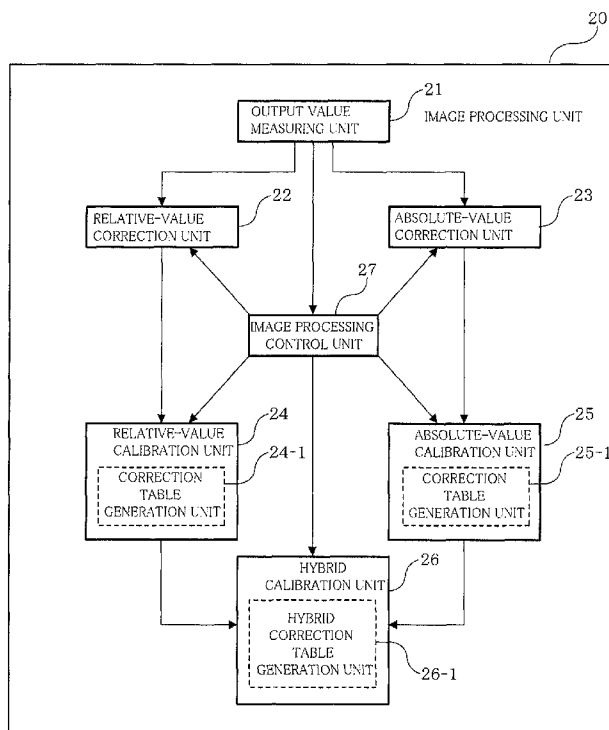 20
21
OUTPUT VALUE
MEASURING UNIT
IMAGE PROCESSING UNIT
22
RELATIVE-VALUE
CORRECTION UNIT
23
ABSOLUTE-VALUE
CORRECTION UNIT
27
IMAGE PROCESSING
CONTROL UNIT
24
RELATIVE-VALUE
CALIBRATION UNIT
24-1
CORRECTION
TABLE
GENERATION UNIT
25
ABSOLUTE-VALUE
CALIBRATION UNIT
25-1
CORRECTION
TABLE
GENERATION UNIT
26
HYBRID
CALIBRATION UNIT
HYBRID
CORRECTION
TABLE
GENERATION UNIT
26-1